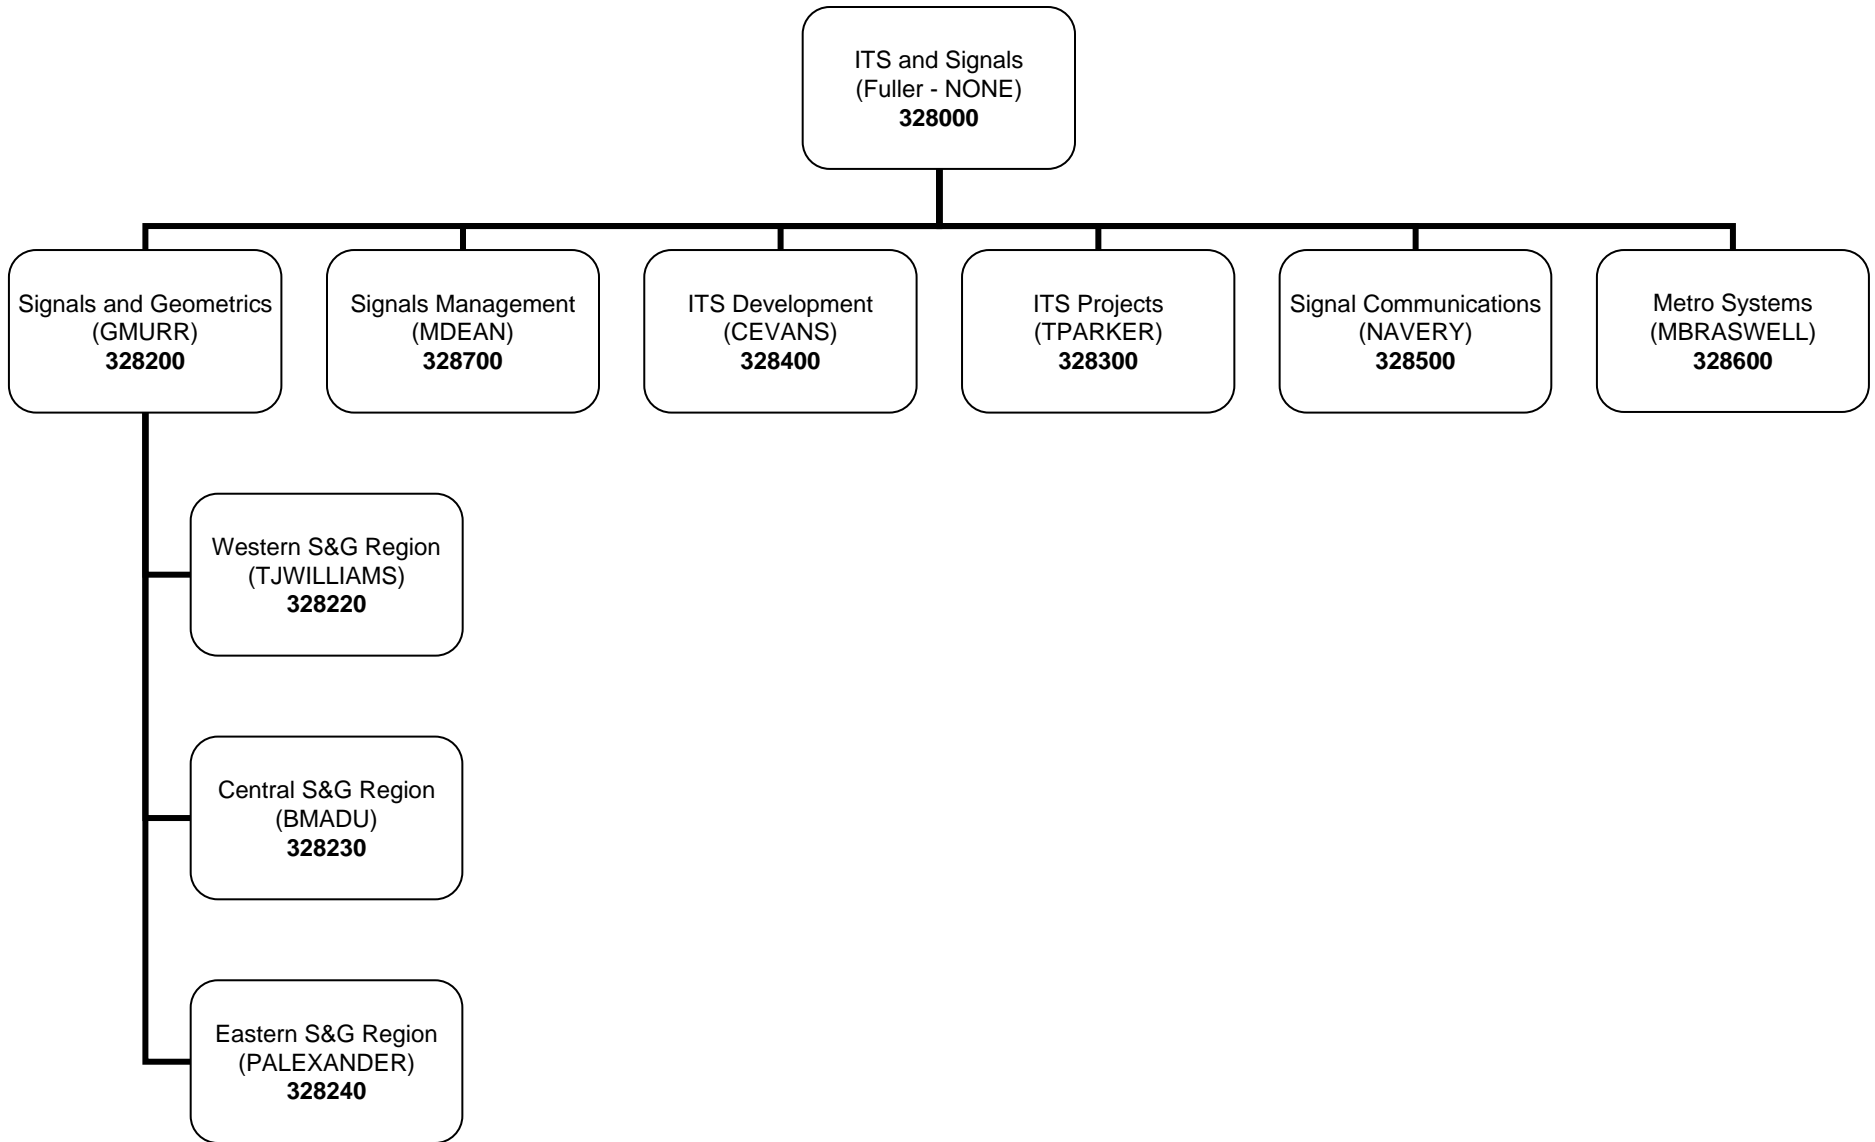 ITS and Signals
(Fuller - NONE)
328000
Signals and Geometrics
(GMURR)
328200
Signals Management
(MDEAN)
328700
ITS Development
(CEVANS)
328400
ITS Projects
(TPARKER)
328300
Signal Communications
(NAVERY)
328500
Metro Systems
(MBRASWELL)
328600
Western S&G Region
(TJWILLIAMS)
328220
Central S&G Region
(BMADU)
328230
Eastern S&G Region
(PALEXANDER)
328240